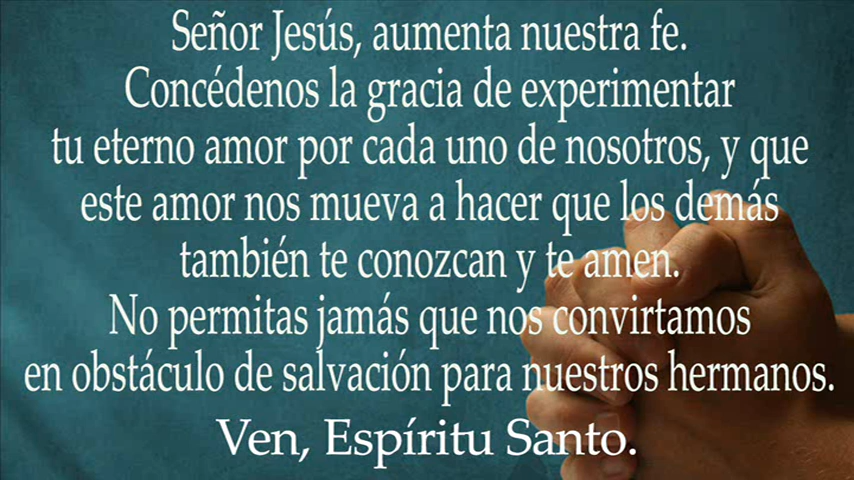 Señor Jesús, aumenta nuestra fe.
Concédenos la gracia de experimentar
tu eterno amor por cada uno de nosotros, y que
este amor nos mueva a hacer que los demás
también te conozcan y te amen.
No permitas jamás que nos convirtamos
en obstáculo de salvación para nuestros hermanos.
Ven, Espíritu Santo.